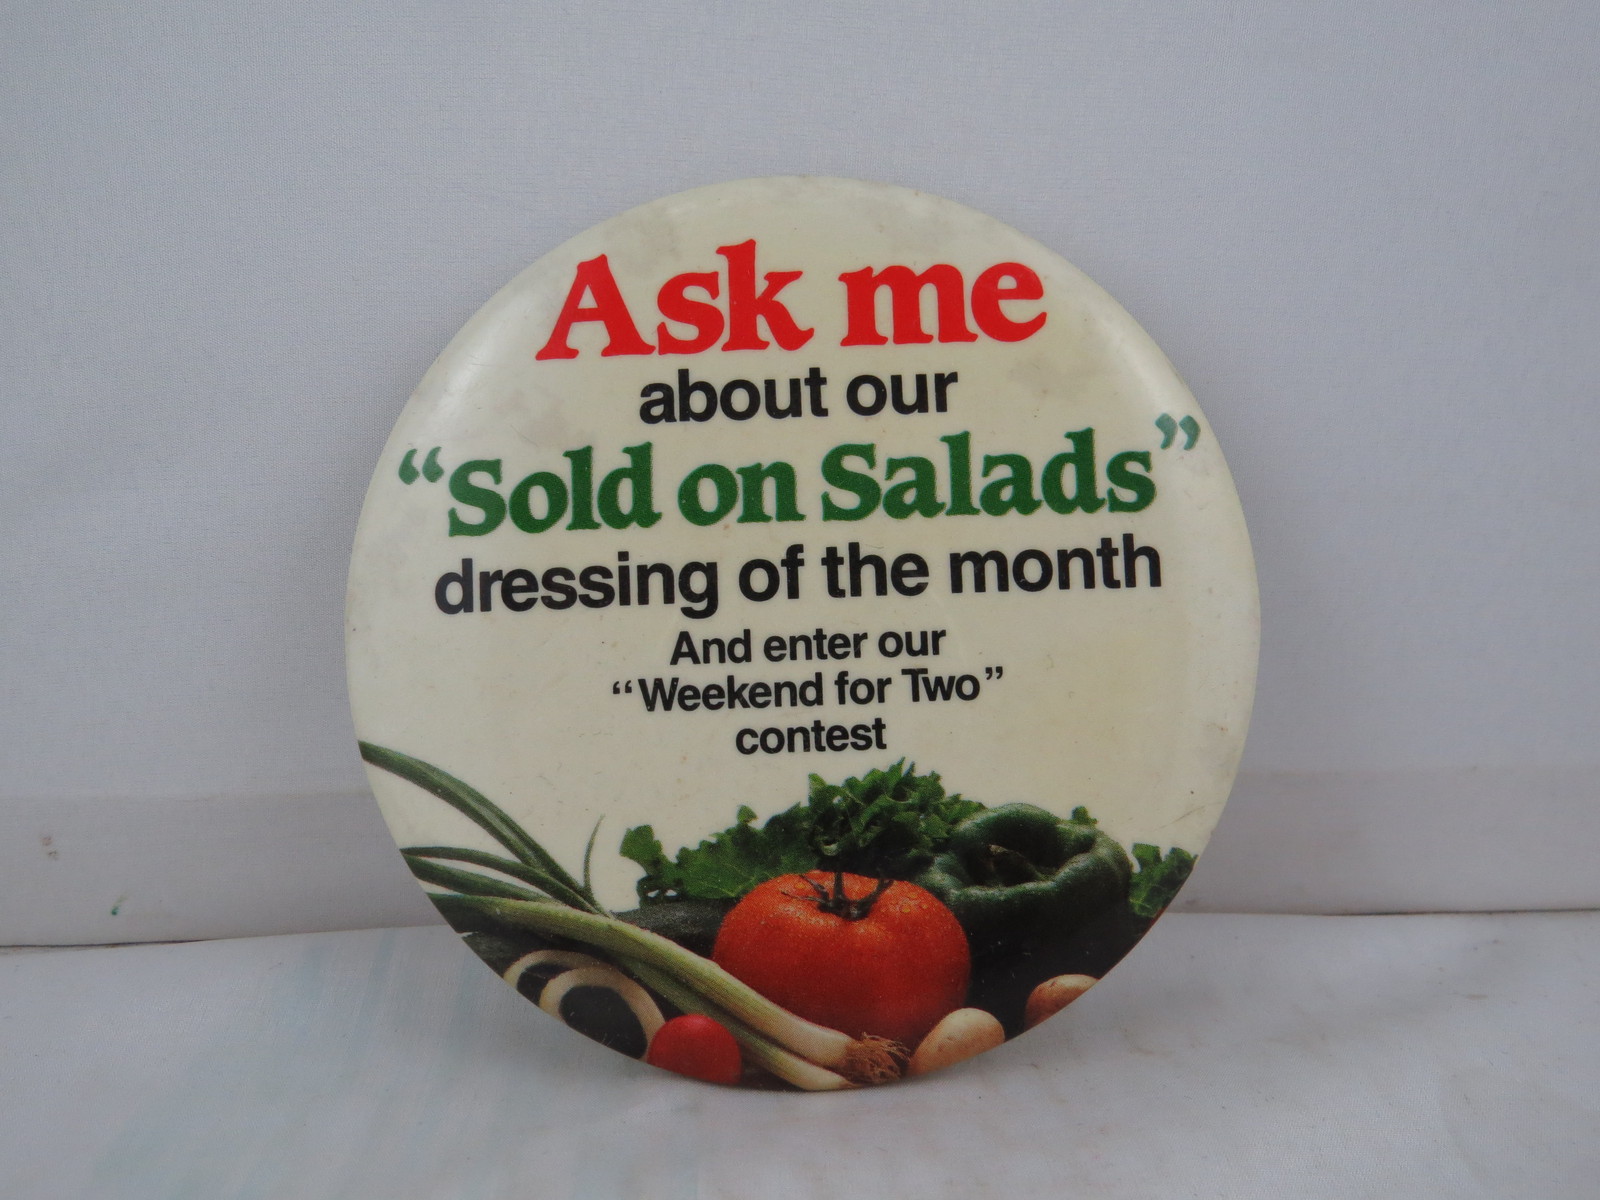 Ask me
about our
“Sold on Salads”
dressing of the month
And enter our
“Weekend for Two”
contest